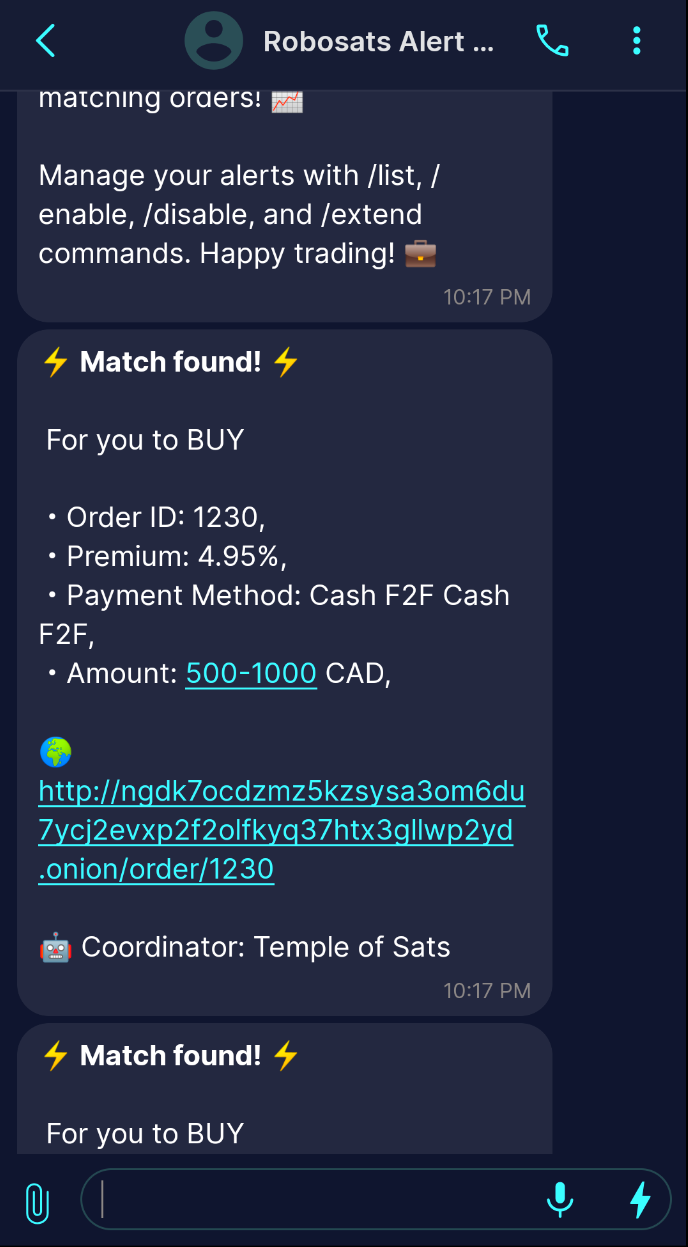 Robosats Alert ...
matching orders! 📈
Manage your alerts with /list, /
enable, /disable, and /extend
commands. Happy trading! 💼
10:17 PM
⚡ Match found! ⚡
For you to BUY
• Order ID: 1230,
• Premium: 4.95%,
• Payment Method: Cash F2F Cash
F2F,
• Amount: 500-1000 CAD,
🌍
http://ngdk7ocdzmz5kzsysa3om6du
7ycj2evxp2f2olfkyq37htx3gllwp2yd
.onion/order/1230
🤖 Coordinator: Temple of Sats
10:17 PM
⚡ Match found! ⚡
For you to BUY